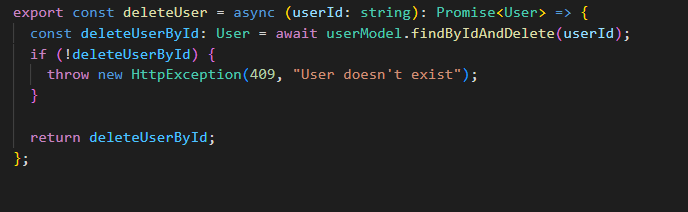 export const deleteUser = async (userId: string): Promise<User> => {
  const deleteUserById: User = await userModel.findByIdAndDelete(userId);
  if (!deleteUserById) {
    throw new HttpException(409, "User doesn't exist");
  }

  return deleteUserById;
};